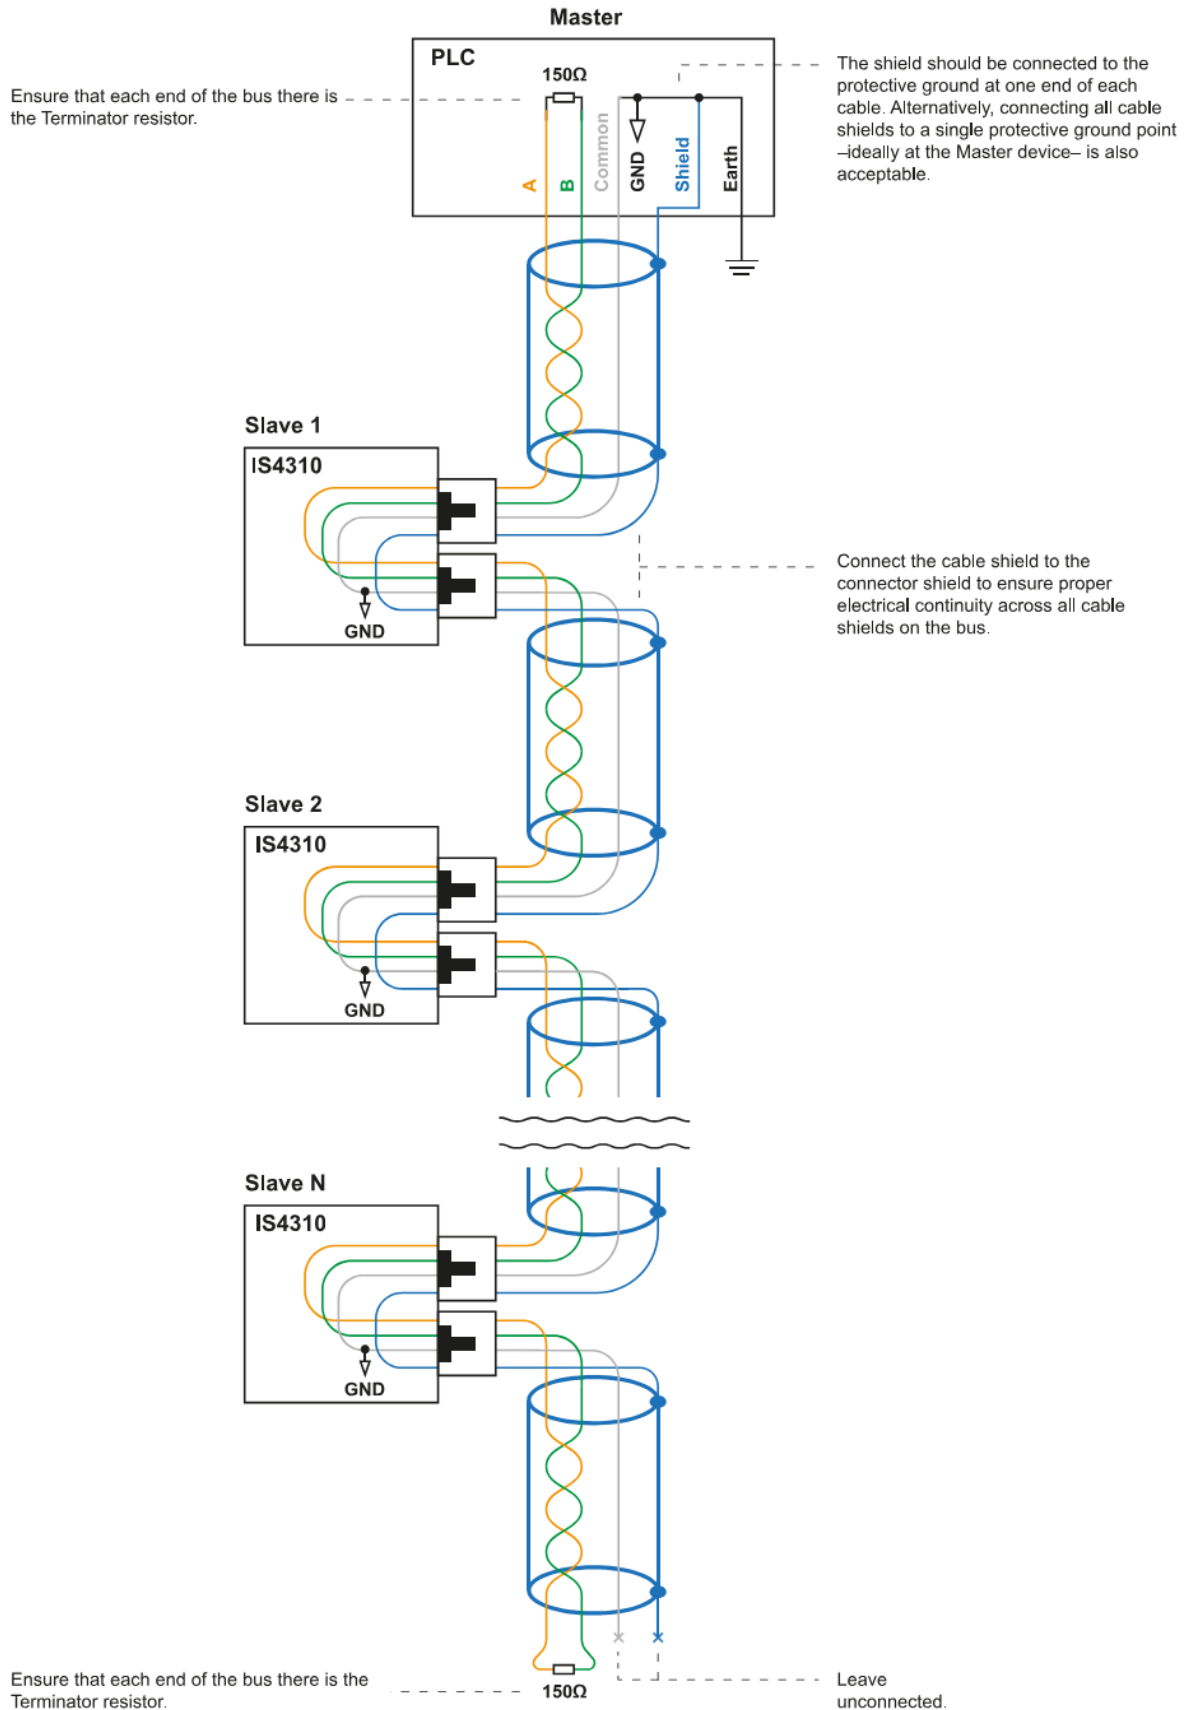 Master
PLC
150Ω
Ensure that each end of the bus there is
the Terminator resistor.
The shield should be connected to the
protective ground at one end of each
cable. Alternatively, connecting all cable
shields to a single protective ground point
–ideally at the Master device– is also
acceptable.
A
B
Common
GND
Shield
Earth
Slave 1
IS4310
GND
Connect the cable shield to the
connector shield to ensure proper
electrical continuity across all cable
shields on the bus.
Slave 2
IS4310
GND
Slave N
IS4310
GND
Ensure that each end of the bus there is the
Terminator resistor.
150Ω
Leave
unconnected.